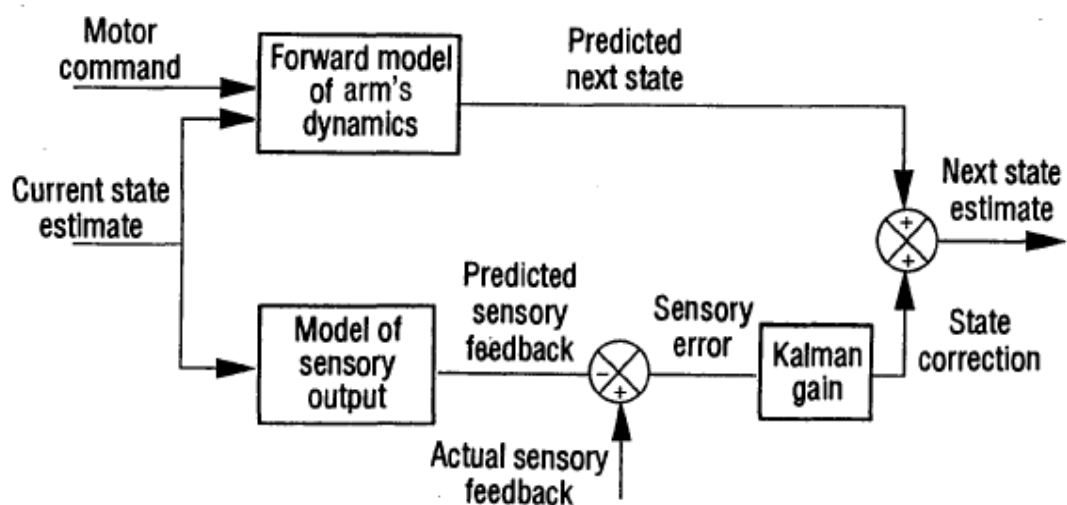 Motor
command
Forward model
of arm's
dynamics
Predicted
next state
Current state
estimate
Next state
estimate
+
+
Model of
sensory
output
Predicted
sensory
feedback
-
+
Sensory
error
Kalman
gain
State
correction
Actual sensory
feedback